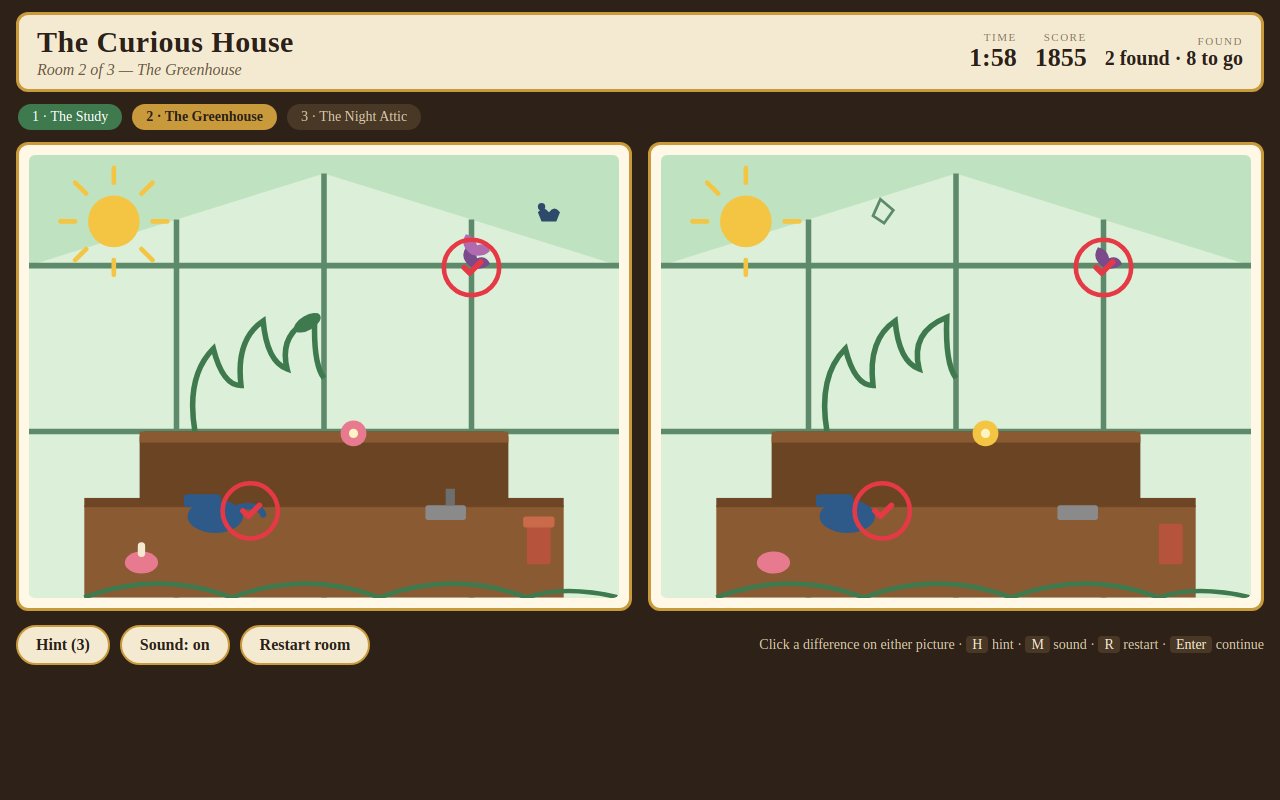 The Curious House
Room 2 of 3 — The Greenhouse
TIME
1:58
SCORE
1855
FOUND
2 found · 8 to go
1 · The Study
2 · The Greenhouse
3 · The Night Attic
Hint (3)
Sound: on
Restart room
Click a difference on either picture · H hint · M sound · R restart · Enter continue